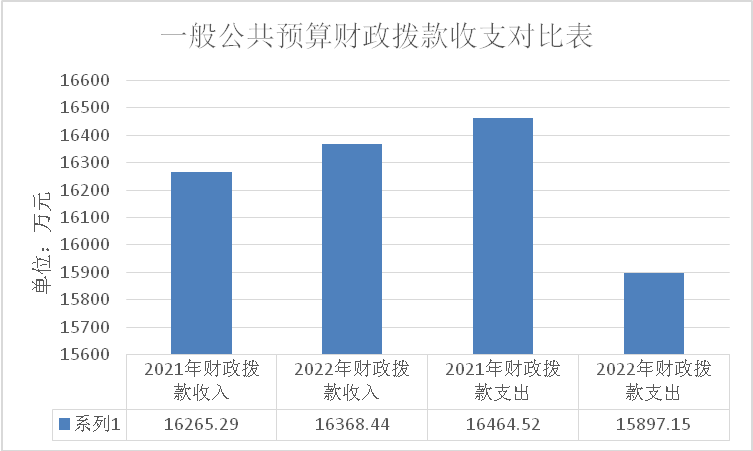 一般公共预算财政拨款收支对比表
单位：万元
16600
16500
16400
16300
16200
16100
16000
15900
15800
15700
15600
2021年财政拨
款收入
2022年财政拨
款收入
2021年财政拨
款支出
2022年财政拨
款支出
系列1
16265.29
16368.44
16464.52
15897.15